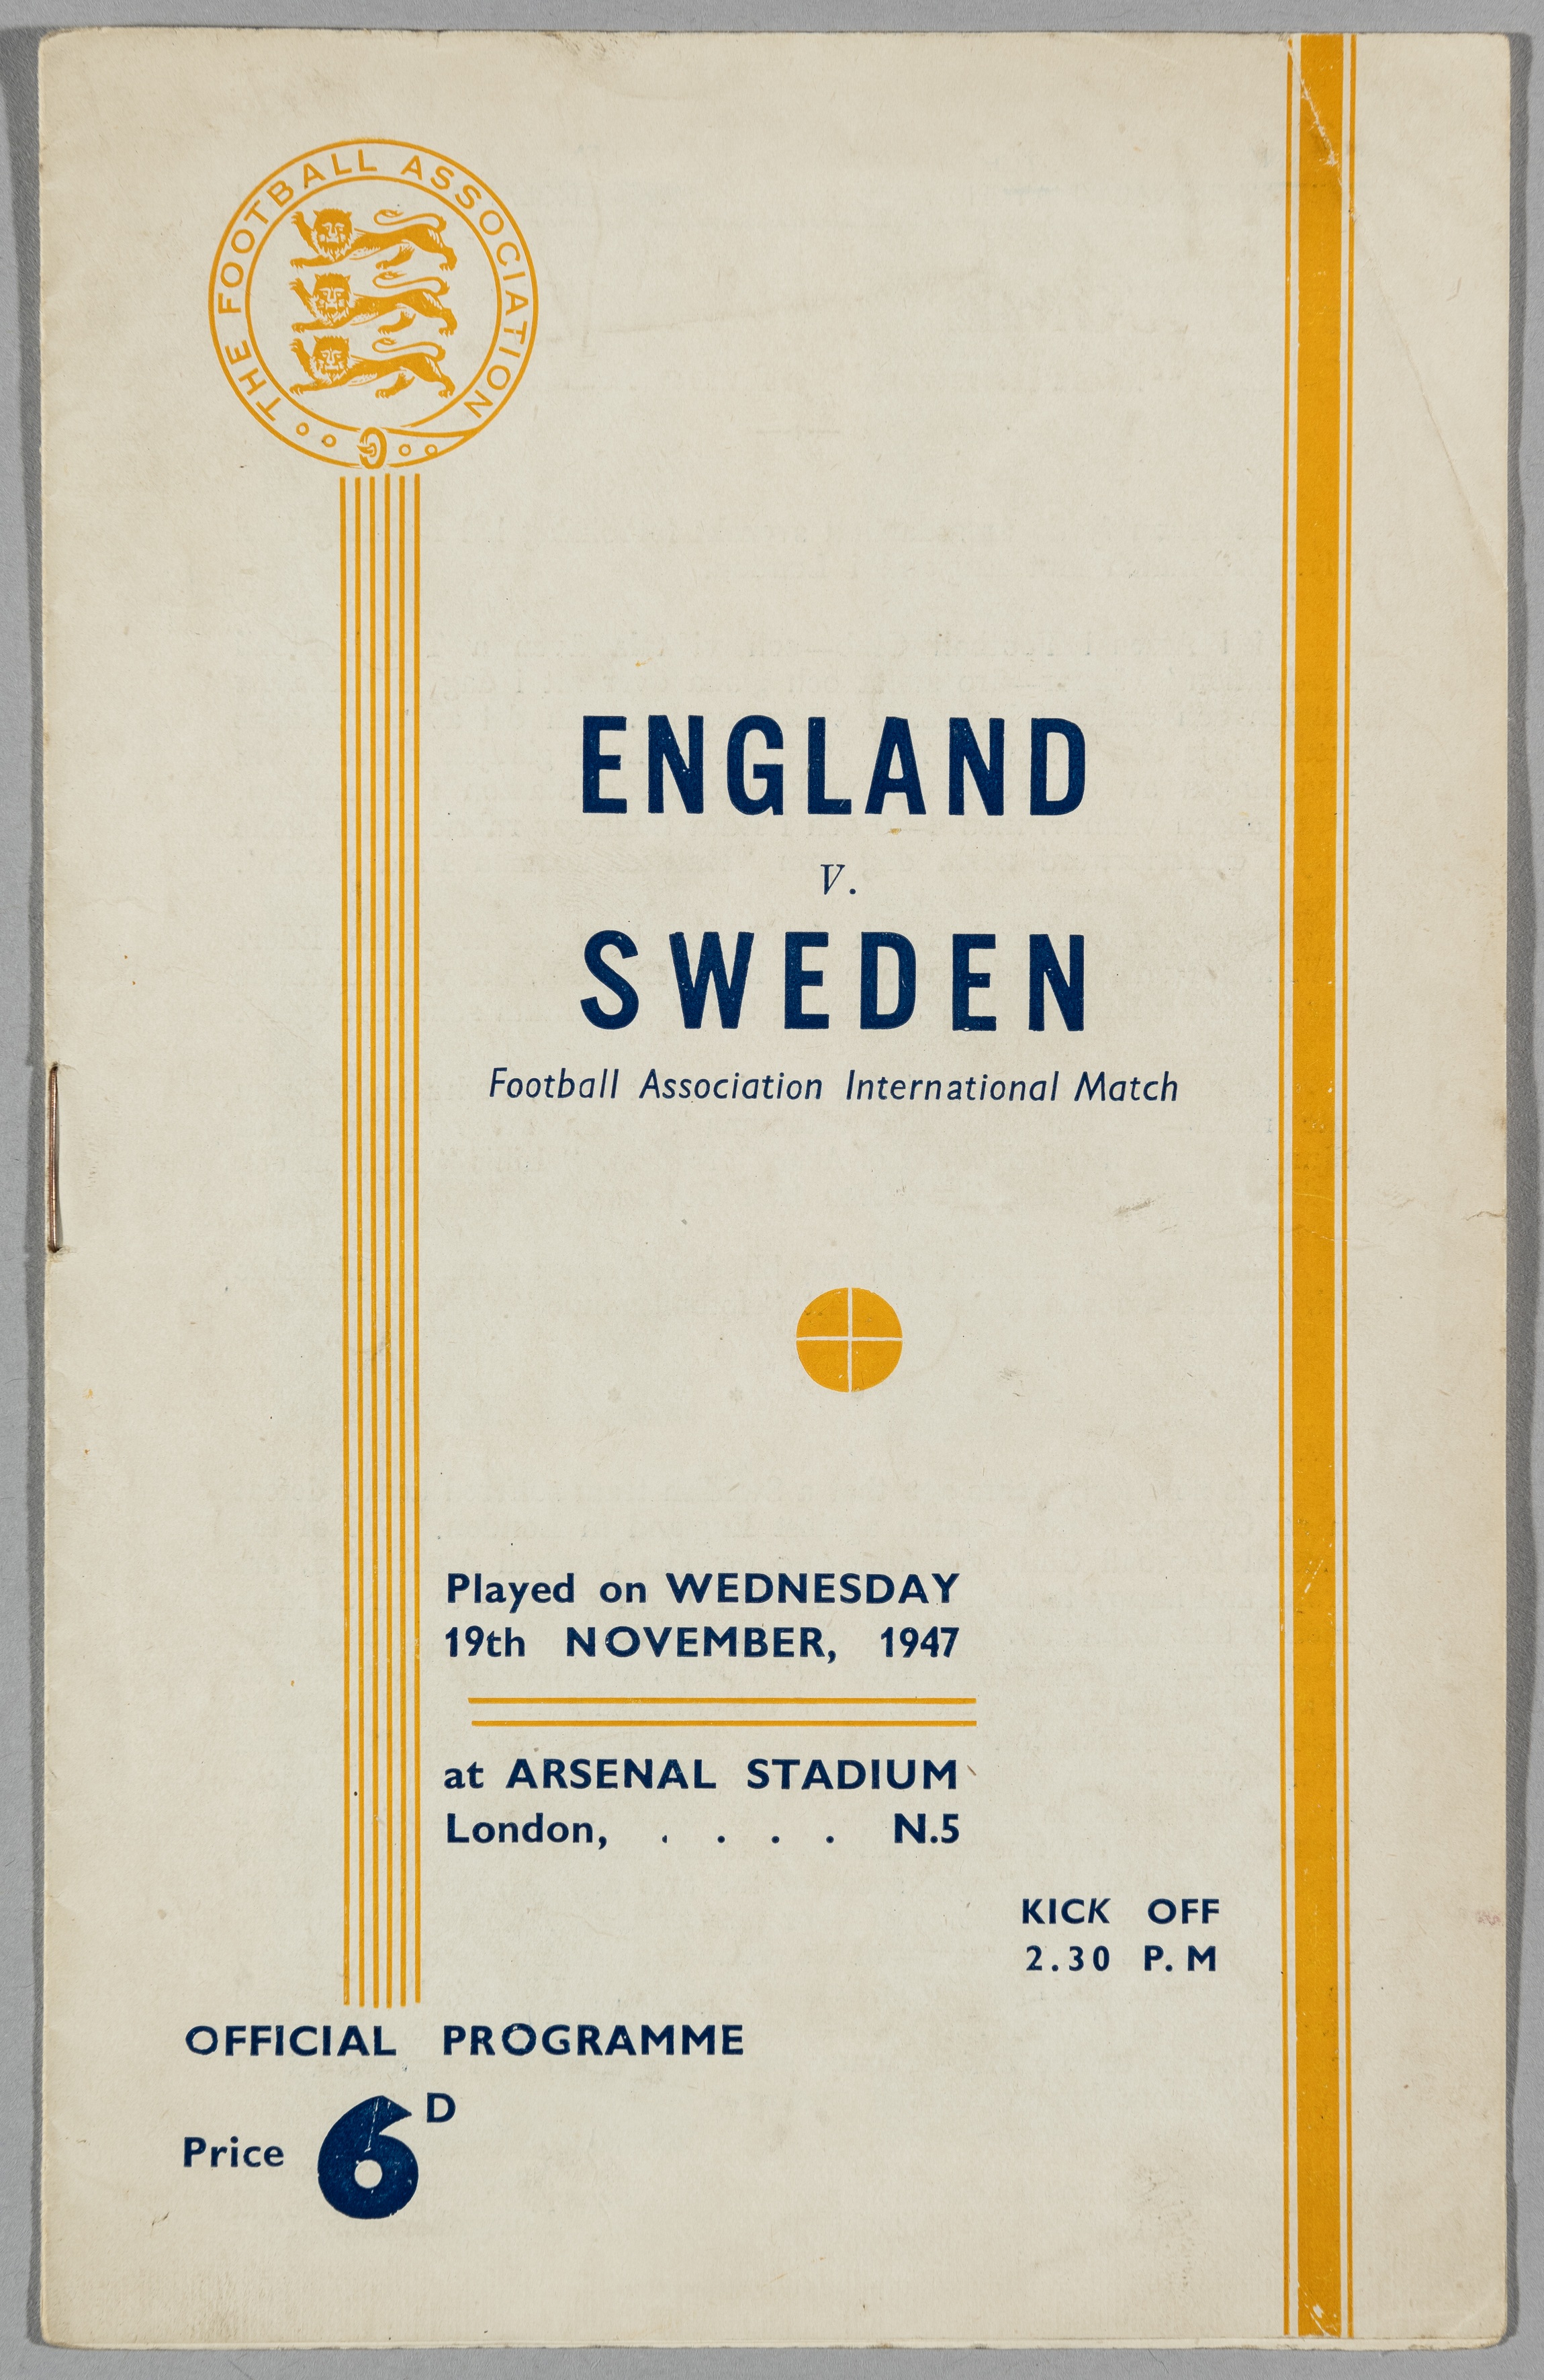 THE FOOTBALL ASSOCIATION
ENGLAND
V.
SWEDEN
Football Association International Match
Played on WEDNESDAY
19th NOVEMBER, 1947
at ARSENAL STADIUM
London, . . . . N.5
KICK OFF
2.30 P.M
OFFICIAL PROGRAMME
Price 6D